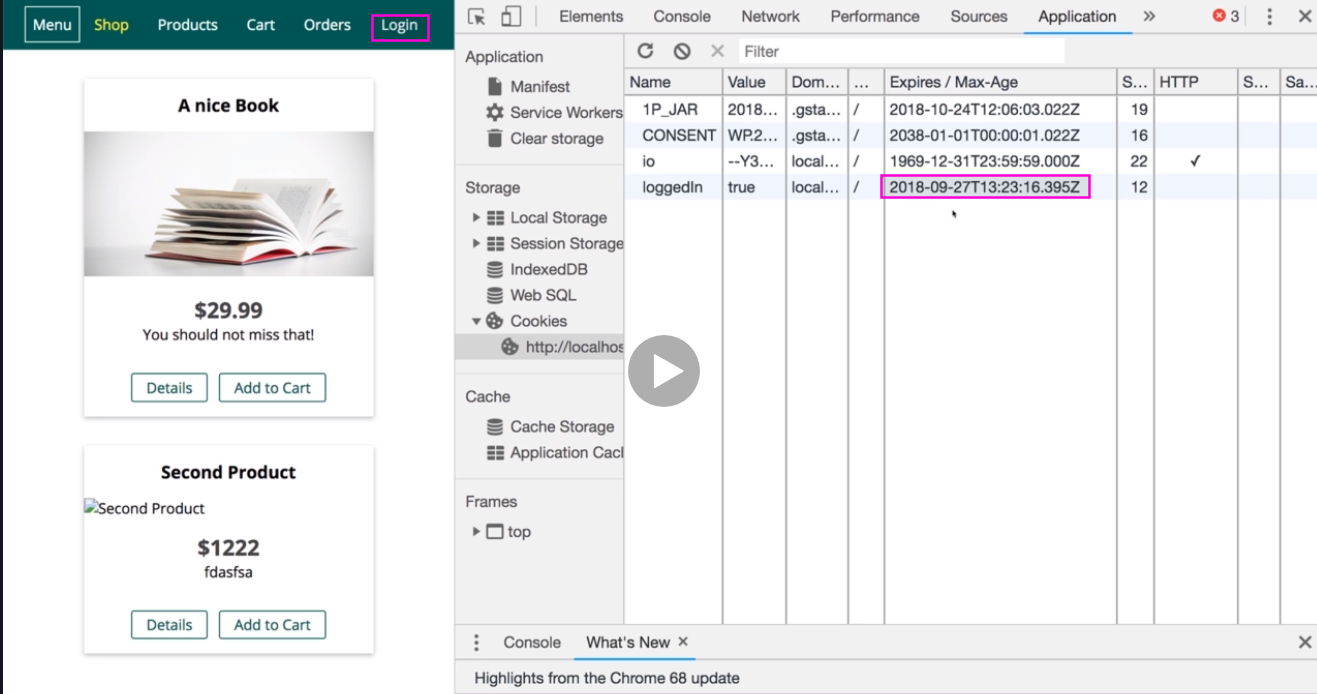 Menu Shop Products Cart Orders Login
A nice Book
$29.99
You should not miss that!
Details Add to Cart
Second Product
Second Product
$1222
fdasfsa
Details Add to Cart
Elements Console Network Performance Sources Application » 3
Application
Manifest
Service Workers
Clear storage
Storage
Local Storage
Session Storage
IndexedDB
Web SQL
Cookies
http://localhos
Cache
Cache Storage
Application Cacl
Frames
top
Filter
Name Value Dom... ... Expires / Max-Age S... HTTP S... Sa...
1P_JAR 2018... .gsta... / 2018-10-24T12:06:03.022Z 19
CONSENT WP.2... .gsta... / 2038-01-01T00:00:01.022Z 16
io --Y3... local... / 1969-12-31T23:59:59.000Z 22 ✓
loggedIn true local... / 2018-09-27T13:23:16.395Z 12
Console What's New ×
Highlights from the Chrome 68 update